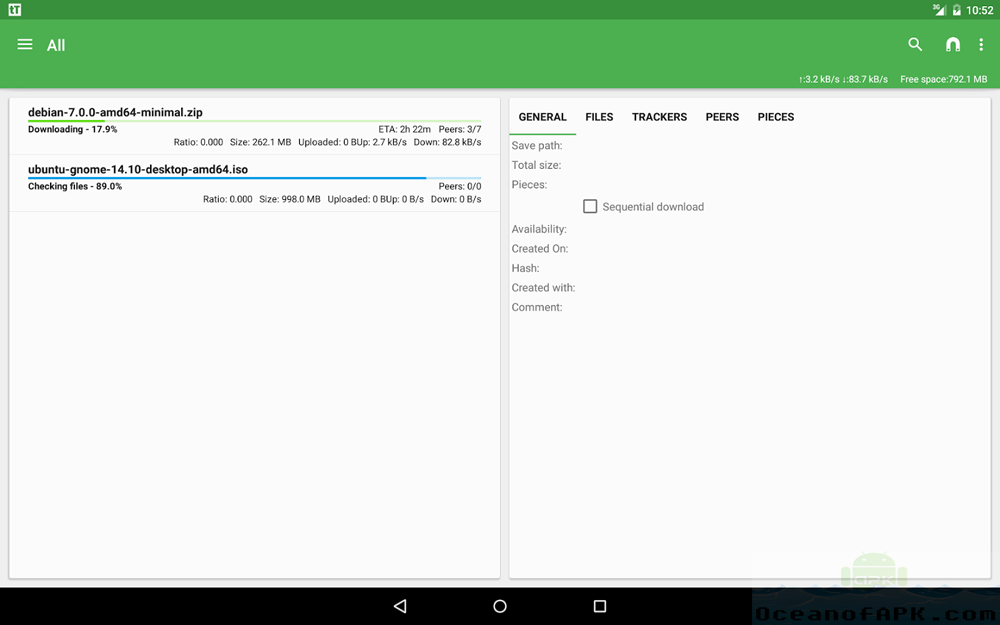 tT 3G 10:52
All
↑:3.2 kB/s ↓:83.7 kB/s Free space:792.1 MB
debian-7.0.0-amd64-minimal.zip
Downloading - 17.9% ETA: 2h 22m Peers: 3/7
Ratio: 0.000 Size: 262.1 MB Uploaded: 0 BUp: 2.7 kB/s Down: 82.8 kB/s
ubuntu-gnome-14.10-desktop-amd64.iso
Checking files - 89.0% Peers: 0/0
Ratio: 0.000 Size: 998.0 MB Uploaded: 0 BUp: 0 B/s Down: 0 B/s
GENERAL FILES TRACKERS PEERS PIECES
Save path:
Total size:
Pieces:
Sequential download
Availability:
Created On:
Hash:
Created with:
Comment:
APK
OceanofAPK.com